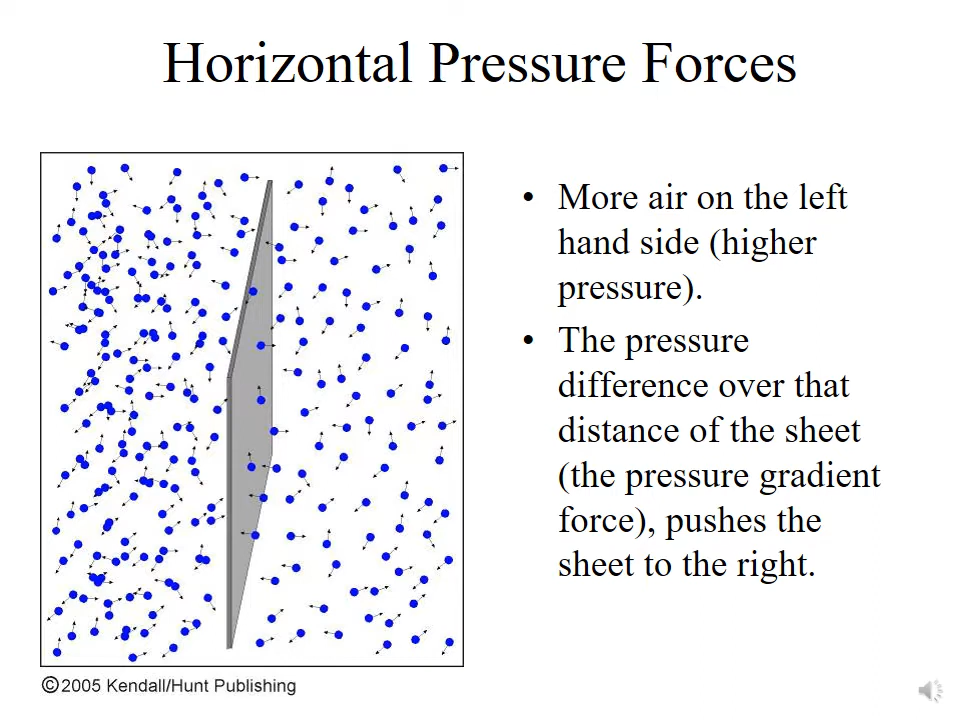 Horizontal Pressure Forces
• More air on the left
hand side (higher
pressure).
• The pressure
difference over that
distance of the sheet
(the pressure gradient
force), pushes the
sheet to the right.
©2005 Kendall/Hunt Publishing